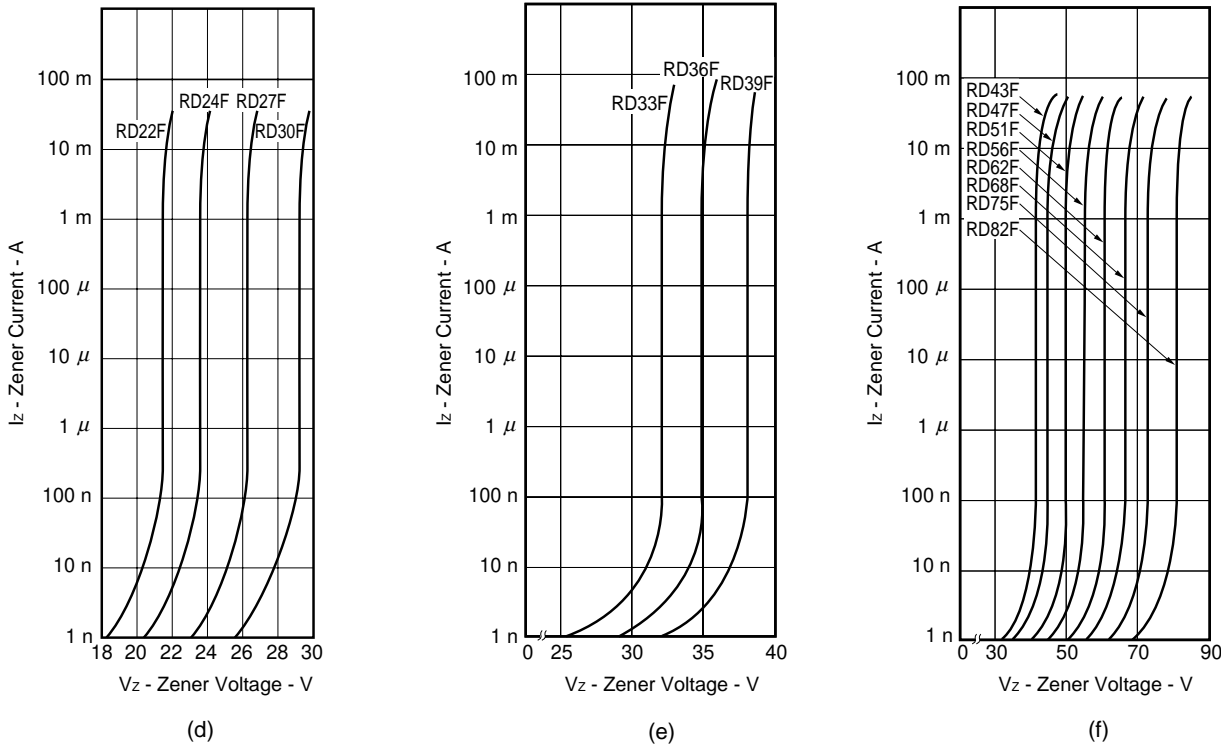 100 m
10 m
1 m
100 μ
10 μ
1 μ
100 n
10 n
1 n
IZ - Zener Current - A
RD22F
RD24F
RD27F
RD30F
18 20 22 24 26 28 30
VZ - Zener Voltage - V
(d)
100 m
10 m
1 m
100 μ
10 μ
1 μ
100 n
10 n
1 n
IZ - Zener Current - A
RD33F
RD36F
RD39F
0 25 30 35 40
VZ - Zener Voltage - V
(e)
100 m
10 m
1 m
100 μ
10 μ
1 μ
100 n
10 n
1 n
IZ - Zener Current - A
RD43F
RD47F
RD51F
RD56F
RD62F
RD68F
RD75F
RD82F
0 30 50 70 90
VZ - Zener Voltage - V
(f)